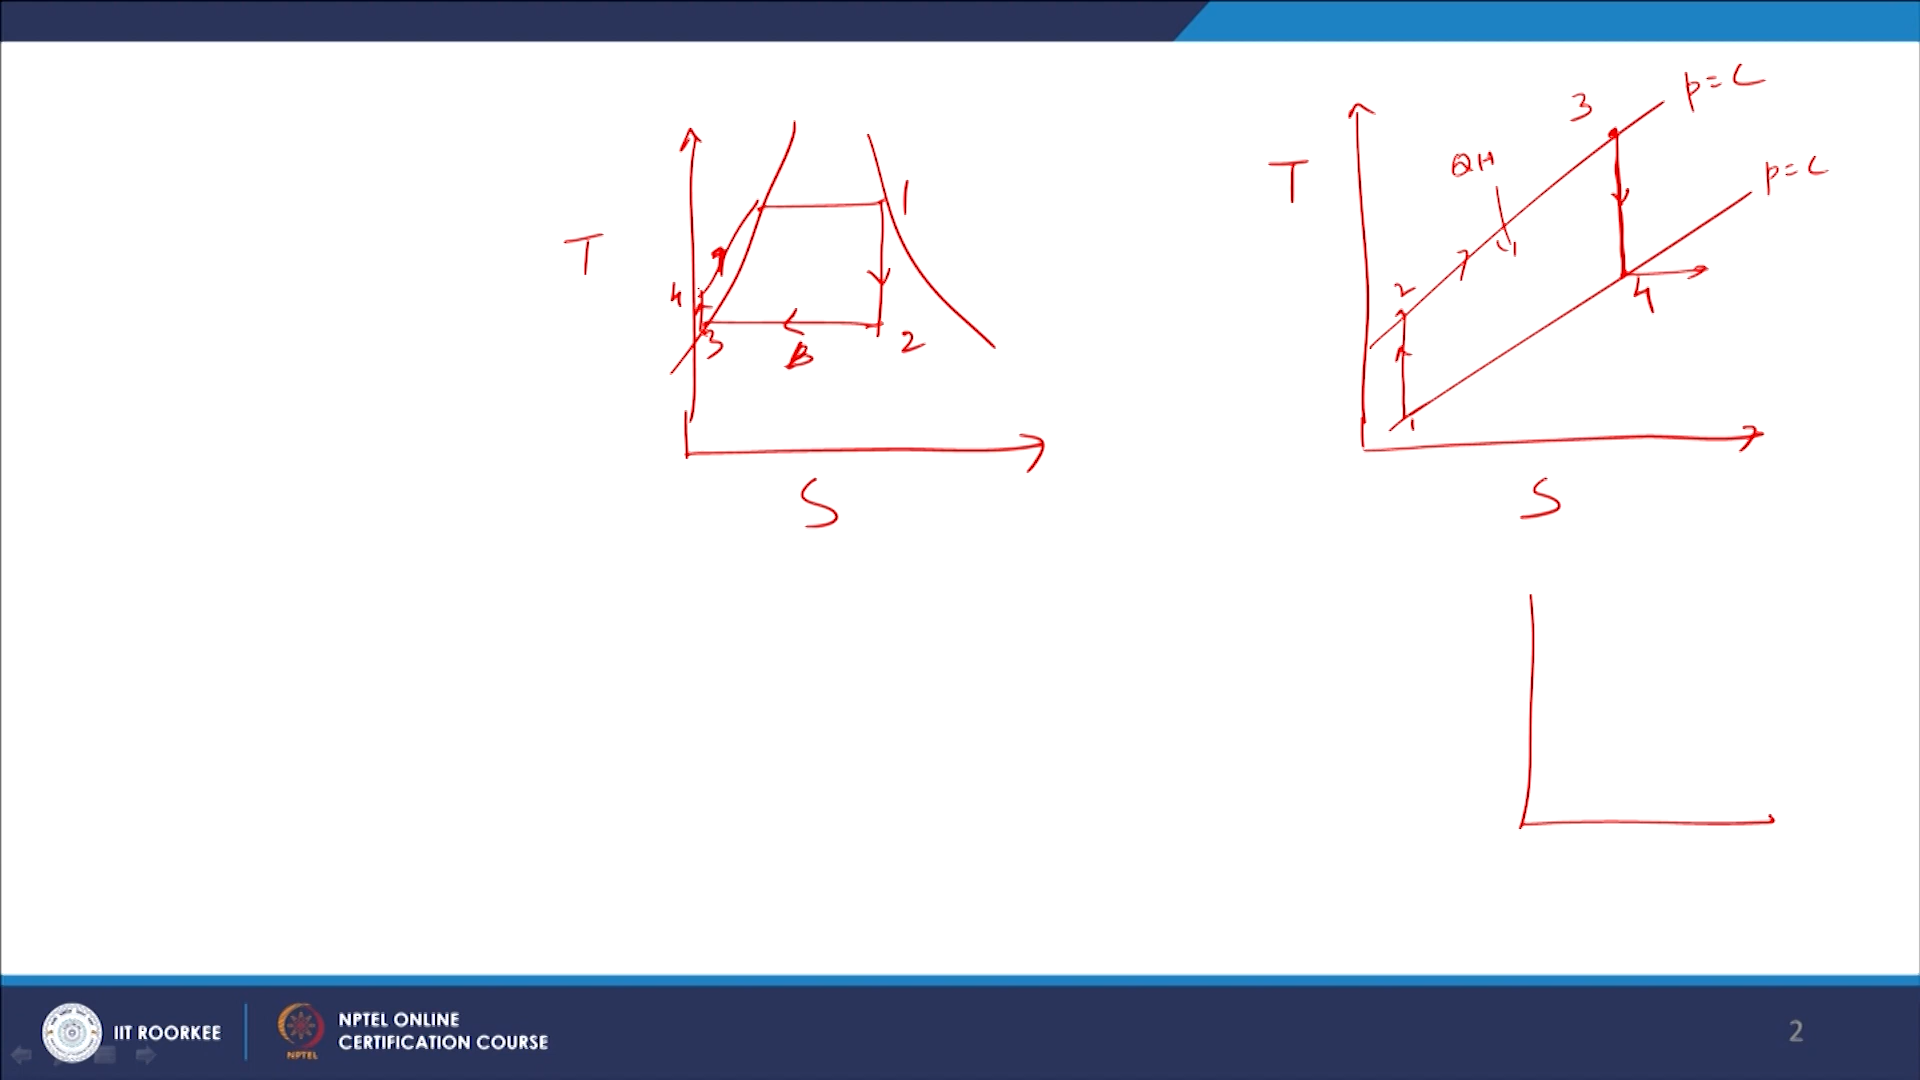 T
4
3
B
1
2
S
T
QH
3
p=C
p=C
2
1
4
S
IIT ROORKEE
NPTEL
NPTEL ONLINE
CERTIFICATION COURSE
2